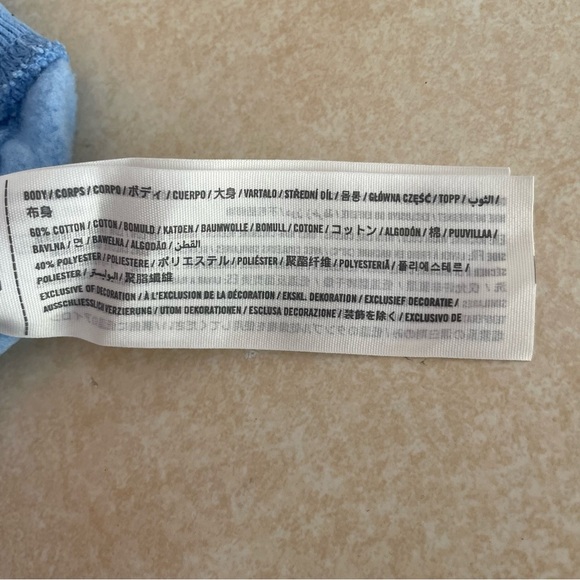 BODY / CORPS / CORPO / ボディ / CUERPO / 大身 / VARTALO / STŘEDNÍ DÍL / 몸통 / GŁÓWNA CZĘŚĆ / TOPP / الثوب /
布身
60% COTTON / COTON / BOMULD / KATOEN / BAUMWOLLE / BOMULL / COTONE / コットン / ALGODÓN / 棉 / PUUVILLAA /
BAVLNA / 면 / BAWEŁNA / ALGODÃO / القطن
40% POLYESTER / POLIESTERE / ポリエステル / POLIÉSTER / 聚酯纤维 / POLYESTERIÄ / 폴리에스테르 /
POLIESTER / البوليستر / 聚酯纖維
EXCLUSIVE OF DECORATION / À L'EXCLUSION DE LA DÉCORATION / EKSKL. DEKORATION / EXCLUSIEF DECORATIE /
AUSSCHLIESSLICH VERZIERUNG / UTOM DEKORATIONEN / ESCLUSA DECORAZIONE / 装飾を除く / EXCLUSIVO DE